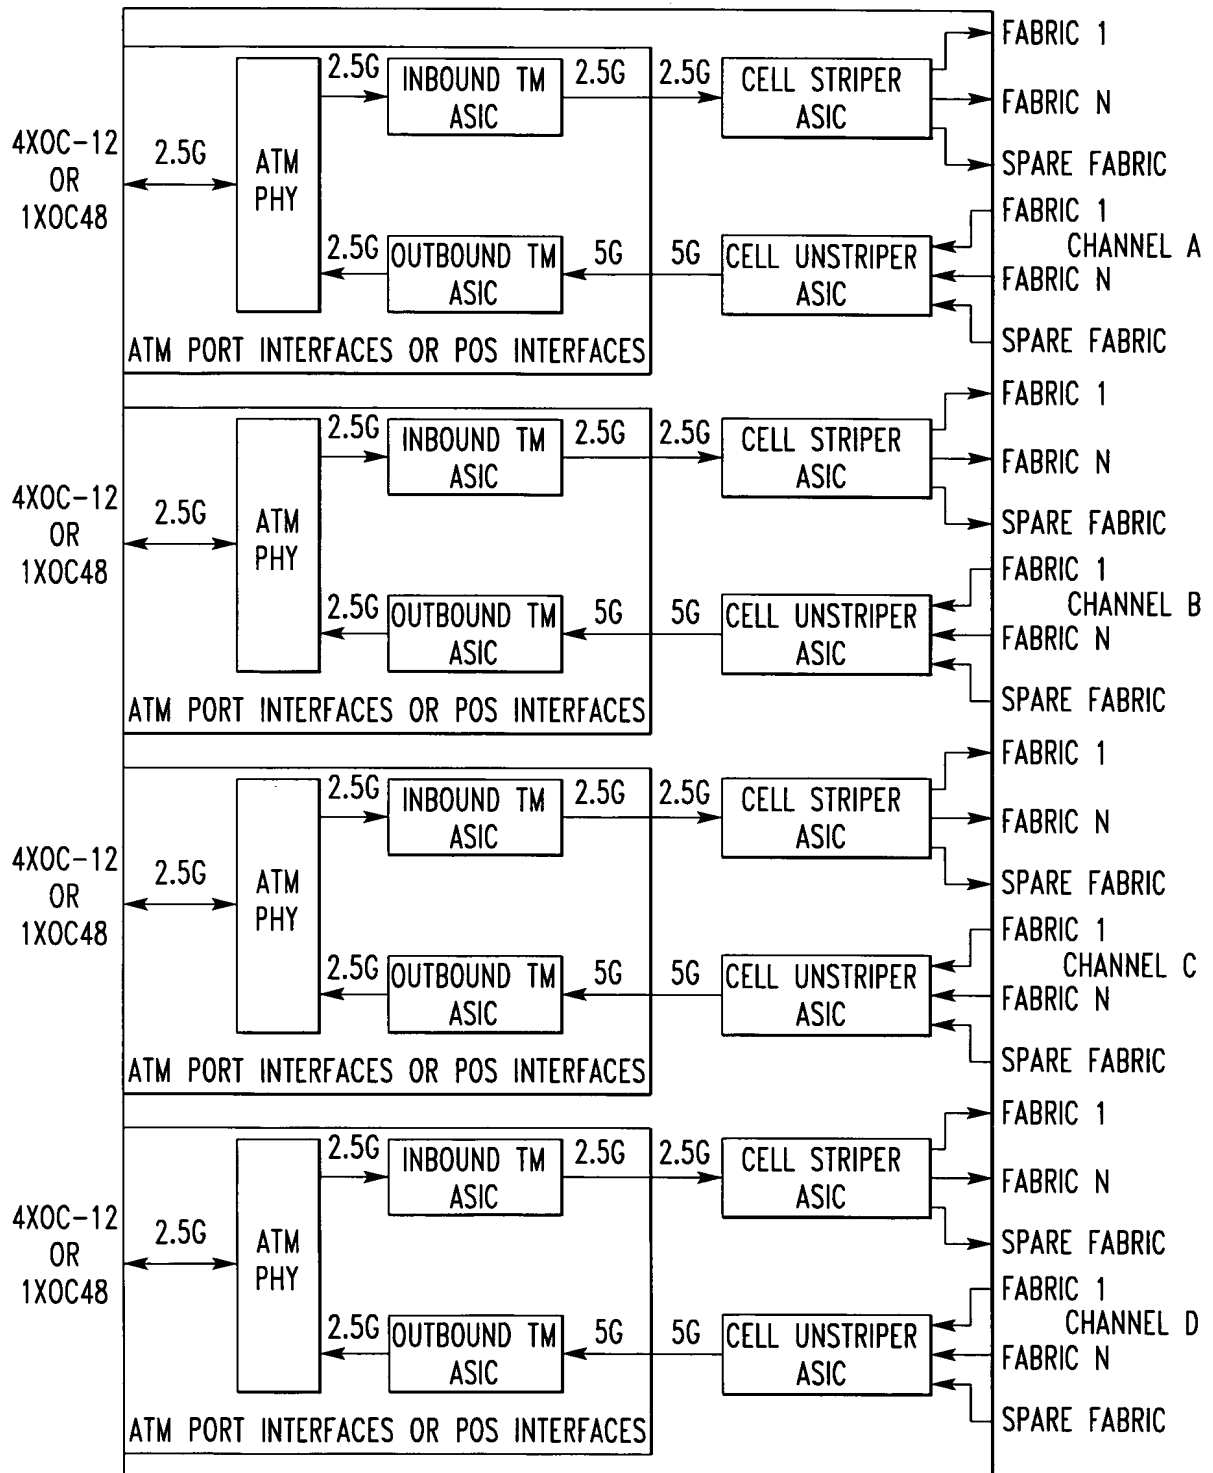 FABRIC 1
2.5G INBOUND TM ASIC 2.5G 2.5G CELL STRIPER ASIC
FABRIC N
4XOC-12
OR
1XOC48
2.5G
ATM
PHY
SPARE FABRIC
FABRIC 1
CHANNEL A
2.5G OUTBOUND TM ASIC 5G 5G CELL UNSTRIPER ASIC
FABRIC N
SPARE FABRIC
ATM PORT INTERFACES OR POS INTERFACES
FABRIC 1
2.5G INBOUND TM ASIC 2.5G 2.5G CELL STRIPER ASIC
FABRIC N
4XOC-12
OR
1XOC48
2.5G
ATM
PHY
SPARE FABRIC
FABRIC 1
CHANNEL B
2.5G OUTBOUND TM ASIC 5G 5G CELL UNSTRIPER ASIC
FABRIC N
SPARE FABRIC
ATM PORT INTERFACES OR POS INTERFACES
FABRIC 1
2.5G INBOUND TM ASIC 2.5G 2.5G CELL STRIPER ASIC
FABRIC N
4XOC-12
OR
1XOC48
2.5G
ATM
PHY
SPARE FABRIC
FABRIC 1
CHANNEL C
2.5G OUTBOUND TM ASIC 5G 5G CELL UNSTRIPER ASIC
FABRIC N
SPARE FABRIC
ATM PORT INTERFACES OR POS INTERFACES
FABRIC 1
2.5G INBOUND TM ASIC 2.5G 2.5G CELL STRIPER ASIC
FABRIC N
4XOC-12
OR
1XOC48
2.5G
ATM
PHY
SPARE FABRIC
FABRIC 1
CHANNEL D
2.5G OUTBOUND TM ASIC 5G 5G CELL UNSTRIPER ASIC
FABRIC N
SPARE FABRIC
ATM PORT INTERFACES OR POS INTERFACES